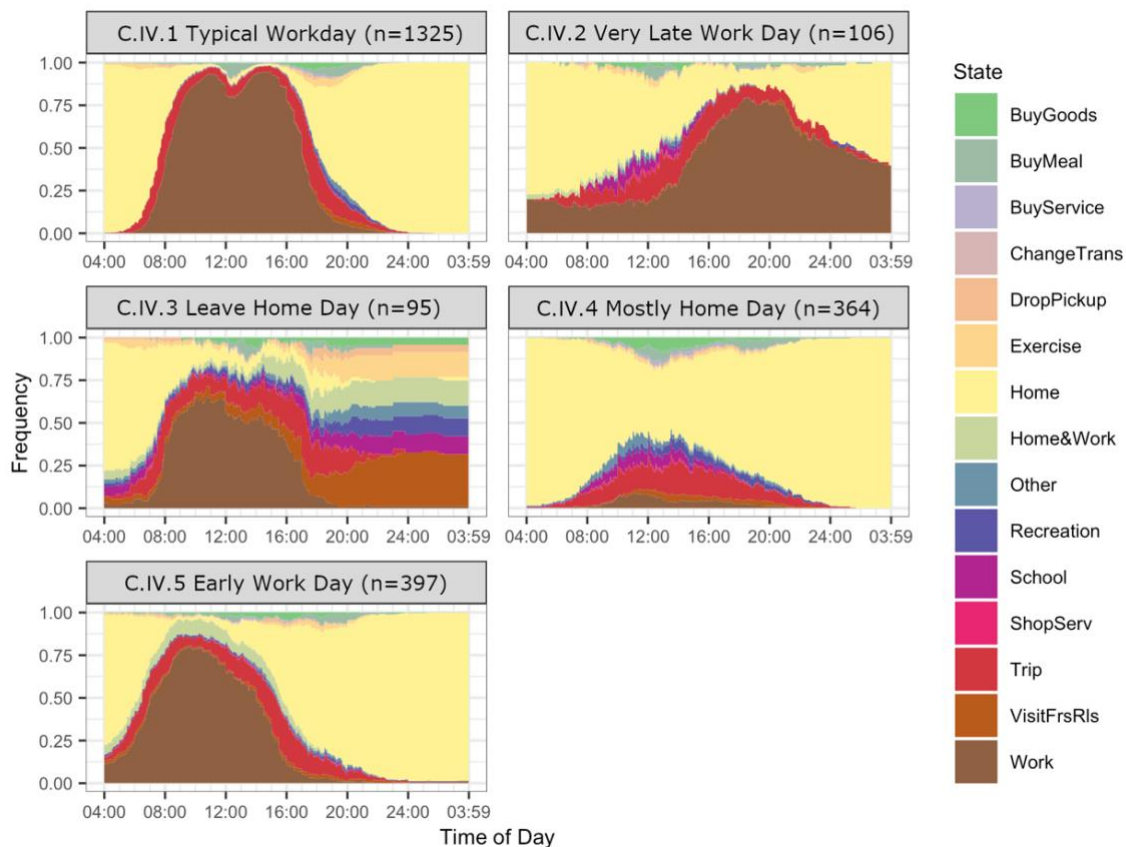 C.IV.1 Typical Workday (n=1325)
C.IV.2 Very Late Work Day (n=106)
1.00
0.75
0.50
0.25
0.00
04:00 08:00 12:00 16:00 20:00 24:00 03:59
04:00 08:00 12:00 16:00 20:00 24:00 03:59
C.IV.3 Leave Home Day (n=95)
C.IV.4 Mostly Home Day (n=364)
Frequency
1.00
0.75
0.50
0.25
0.00
04:00 08:00 12:00 16:00 20:00 24:00 03:59
04:00 08:00 12:00 16:00 20:00 24:00 03:59
C.IV.5 Early Work Day (n=397)
1.00
0.75
0.50
0.25
0.00
04:00 08:00 12:00 16:00 20:00 24:00 03:59
Time of Day
State
BuyGoods
BuyMeal
BuyService
ChangeTrans
DropPickup
Exercise
Home
Home&Work
Other
Recreation
School
ShopServ
Trip
VisitFrsRls
Work